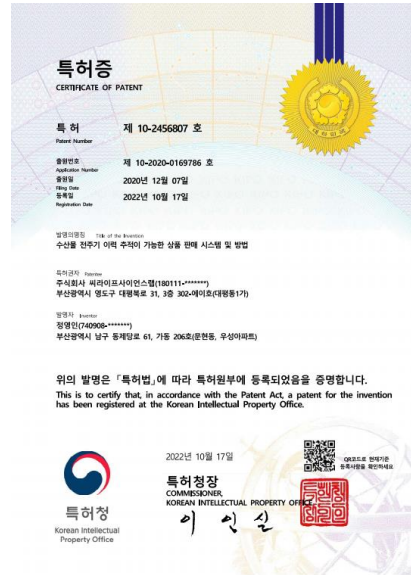 특허증
CERTIFICATE OF PATENT
특 허 제 10-2456807 호
Patent Number
출원번호 제 10-2020-0169786 호
Application Number
출원일 2020년 12월 07일
Filing Date
등록일 2022년 10월 17일
Registration Date
발명의명칭 Title of the Invention
수산물 전주기 이력 추적이 가능한 상품 판매 시스템 및 방법
특허권자 Patentee
주식회사 씨라이프사이언스랩(180111-*******)
부산광역시 영도구 대평북로 31, 3층 302-에이호(대평동1가)
발명자 Inventor
정영인(740908-*******)
부산광역시 남구 동제당로 61, 가동 206호(문현동, 우성아파트)
위의 발명은 「특허법」에 따라 특허원부에 등록되었음을 증명합니다.
This is to certify that, in accordance with the Patent Act, a patent for the invention
has been registered at the Korean Intellectual Property Office.
2022년 10월 17일
QR코드로 현재기준
등록사항을 확인하세요
특허청장
COMMISSIONER,
KOREAN INTELLECTUAL PROPERTY OFFICE
이 인 실
특허청
Korean Intellectual
Property Office